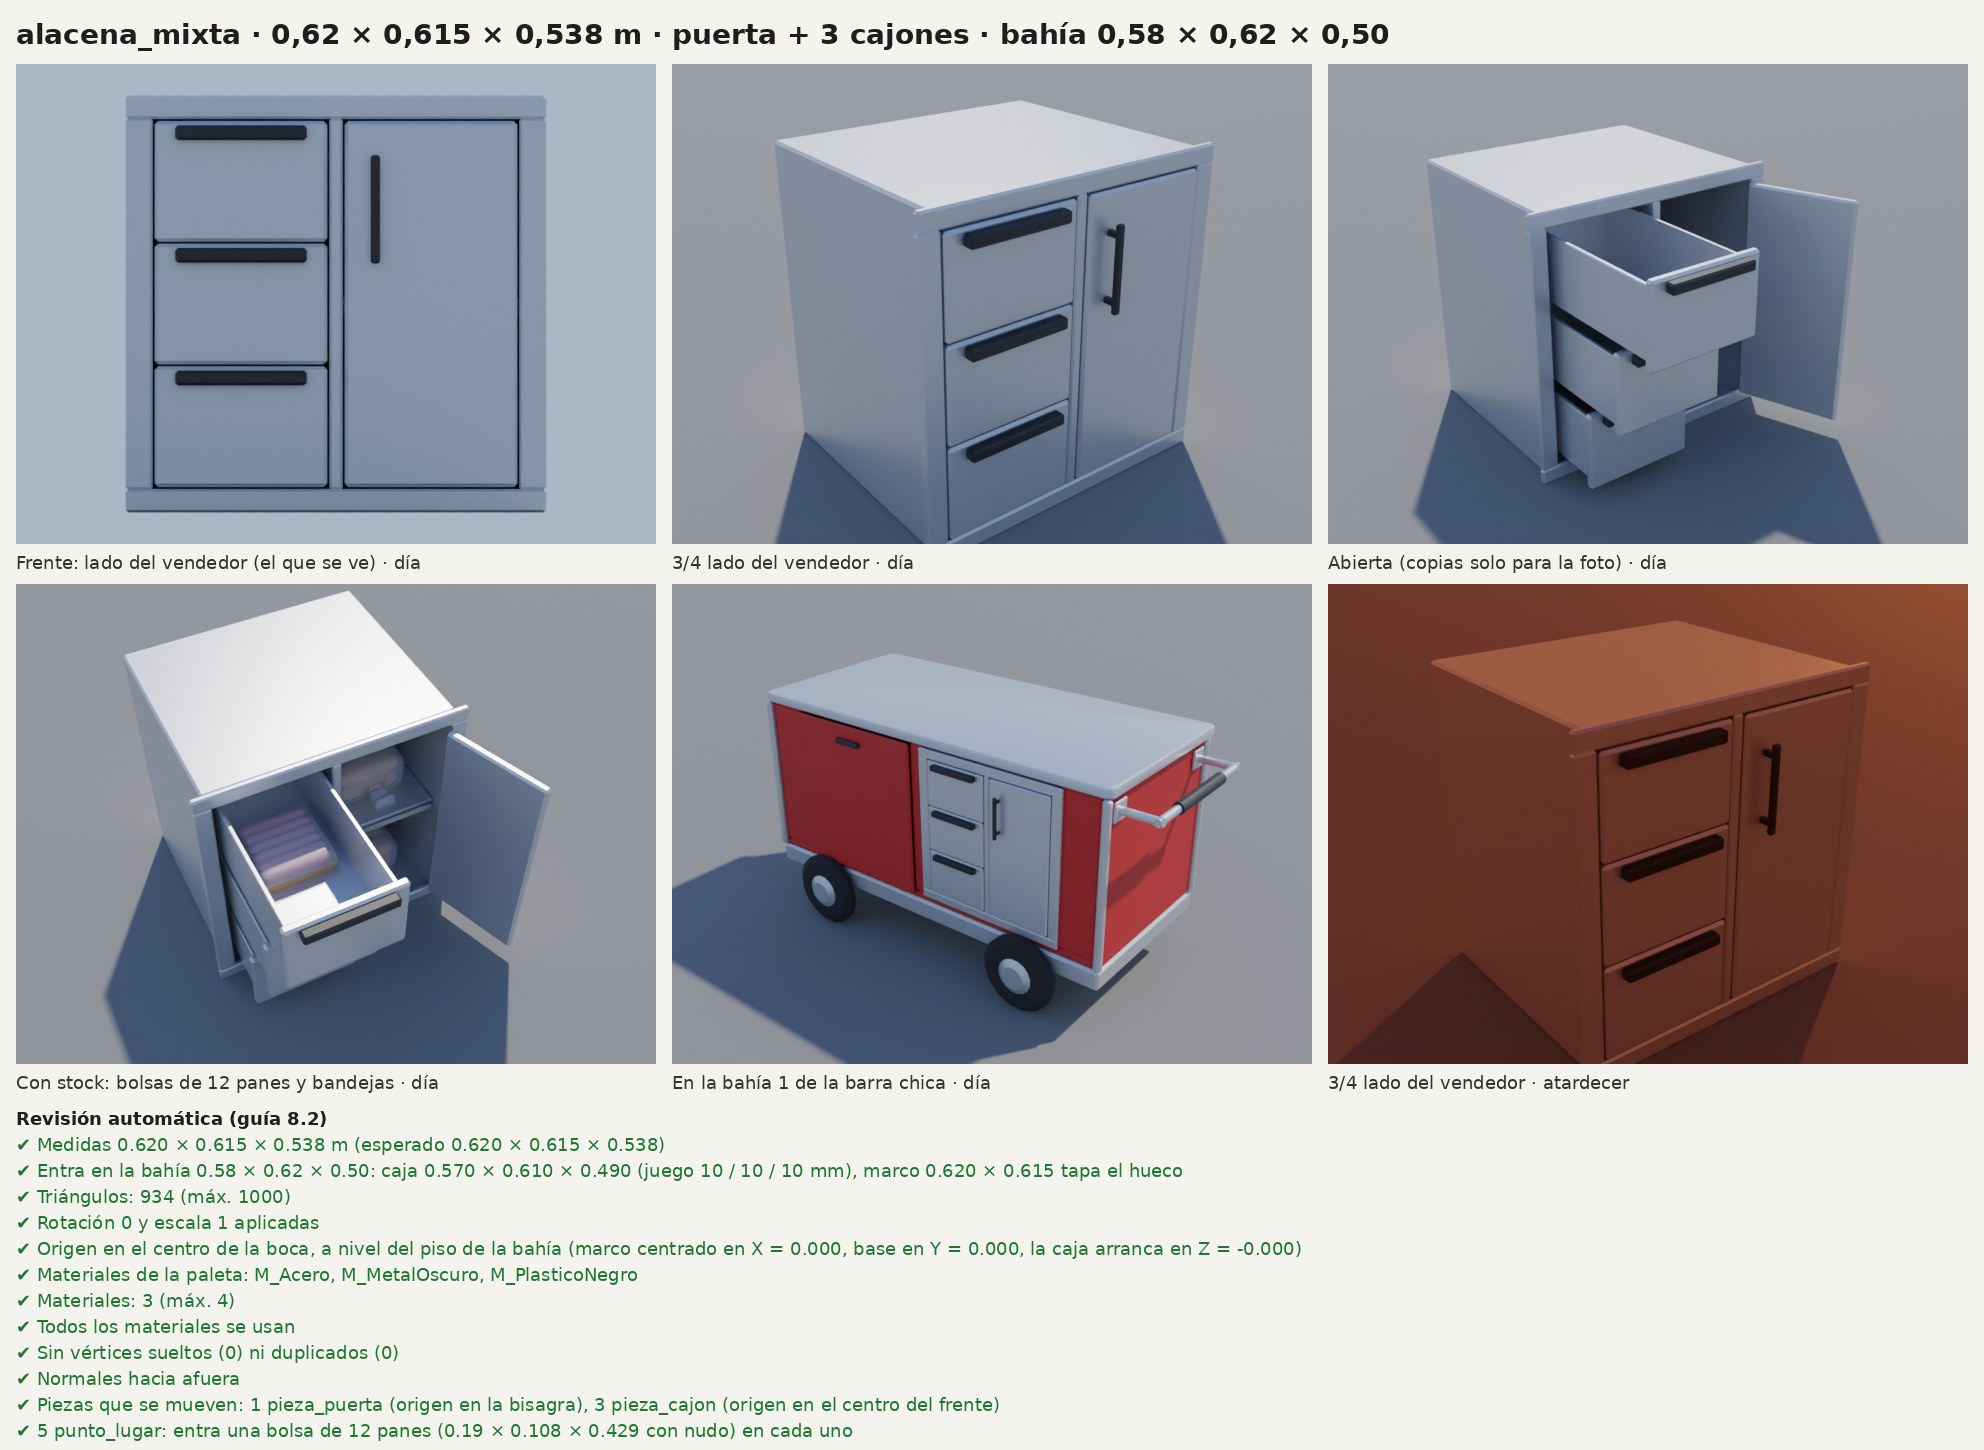 alacena_mixta · 0,62 × 0,615 × 0,538 m · puerta + 3 cajones · bahía 0,58 × 0,62 × 0,50
Frente: lado del vendedor (el que se ve) · día
3/4 lado del vendedor · día
Abierta (copias solo para la foto) · día
Con stock: bolsas de 12 panes y bandejas · día
En la bahía 1 de la barra chica · día
3/4 lado del vendedor · atardecer
Revisión automática (guía 8.2)
✔ Medidas 0.620 × 0.615 × 0.538 m (esperado 0.620 × 0.615 × 0.538)
✔ Entra en la bahía 0.58 × 0.62 × 0.50: caja 0.570 × 0.610 × 0.490 (juego 10 / 10 / 10 mm), marco 0.620 × 0.615 tapa el hueco
✔ Triángulos: 934 (máx. 1000)
✔ Rotación 0 y escala 1 aplicadas
✔ Origen en el centro de la boca, a nivel del piso de la bahía (marco centrado en X = 0.000, base en Y = 0.000, la caja arranca en Z = -0.000)
✔ Materiales de la paleta: M_Acero, M_MetalOscuro, M_PlasticoNegro
✔ Materiales: 3 (máx. 4)
✔ Todos los materiales se usan
✔ Sin vértices sueltos (0) ni duplicados (0)
✔ Normales hacia afuera
✔ Piezas que se mueven: 1 pieza_puerta (origen en la bisagra), 3 pieza_cajon (origen en el centro del frente)
✔ 5 punto_lugar: entra una bolsa de 12 panes (0.19 × 0.108 × 0.429 con nudo) en cada uno